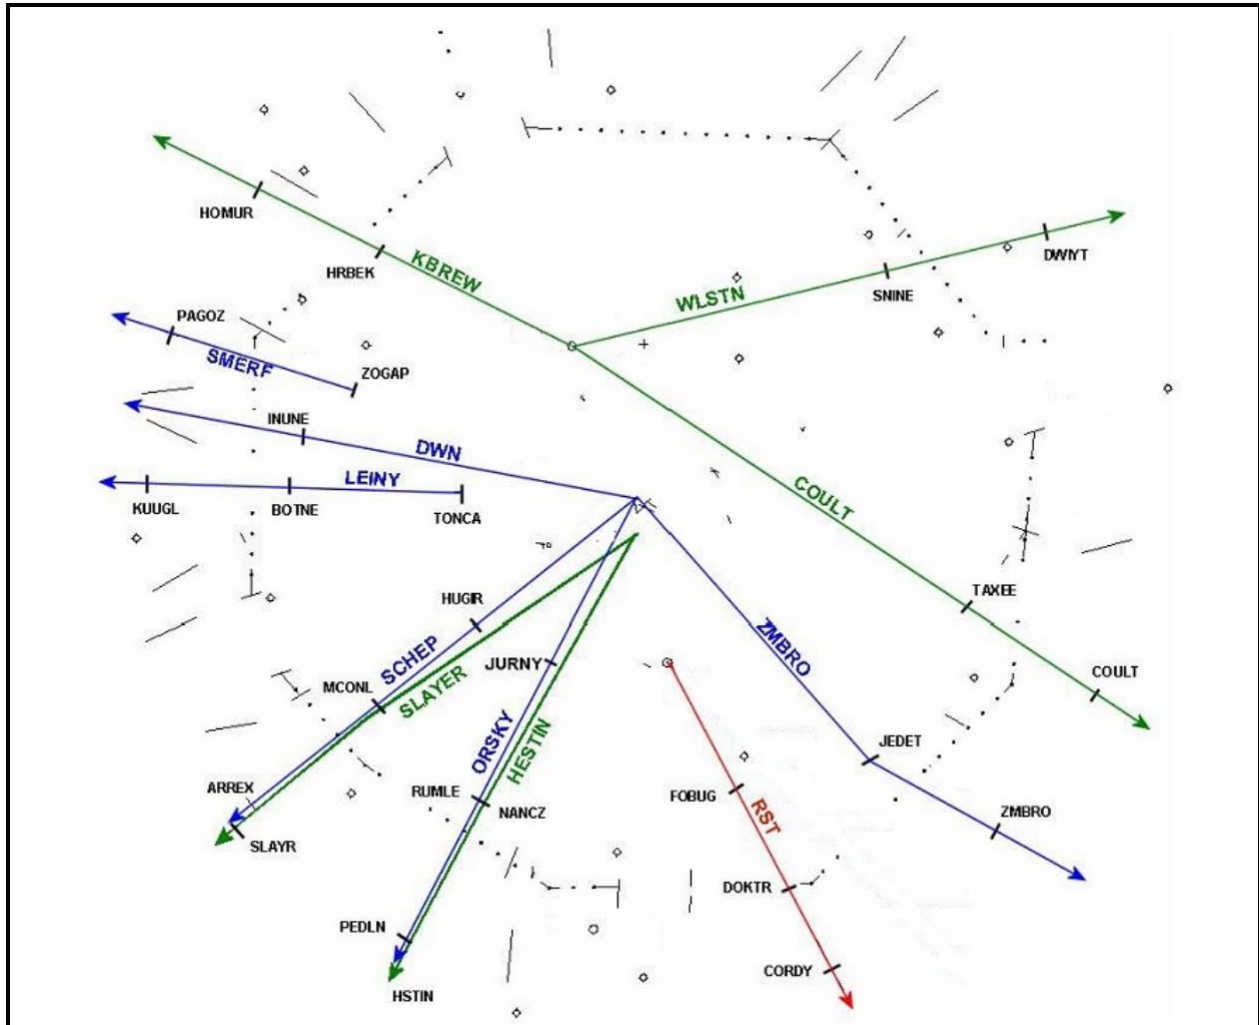 HOMUR
HRBEK
KBREW
WLSTN
SNINE
DWIYT
PAGOZ
SMERF
ZOGAP
INUNE
DWN
LEINY
KUUGL
BOTNE
TONCA
COULT
TAXEE
COULT
HUGIR
SCHEP
MCONL
SLAYER
JURNY
ZMBRO
ORSKY
HESTIN
JEDET
ARREX
SLAYR
RUMLE
NANCZ
FOBUG
RST
ZMBRO
DOKTR
PEDLN
CORDY
HSTIN